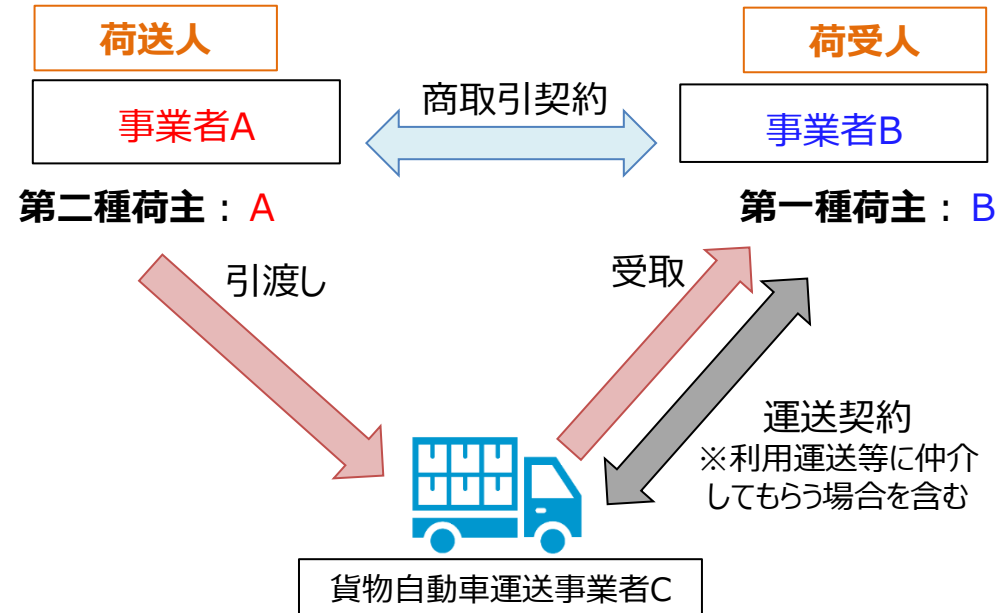 荷送人
荷受人
事業者A
商取引契約
事業者B
第二種荷主：A
第一種荷主：B
引渡し
受取
運送契約
※利用運送等に仲介
してもらう場合を含む
貨物自動車運送事業者C